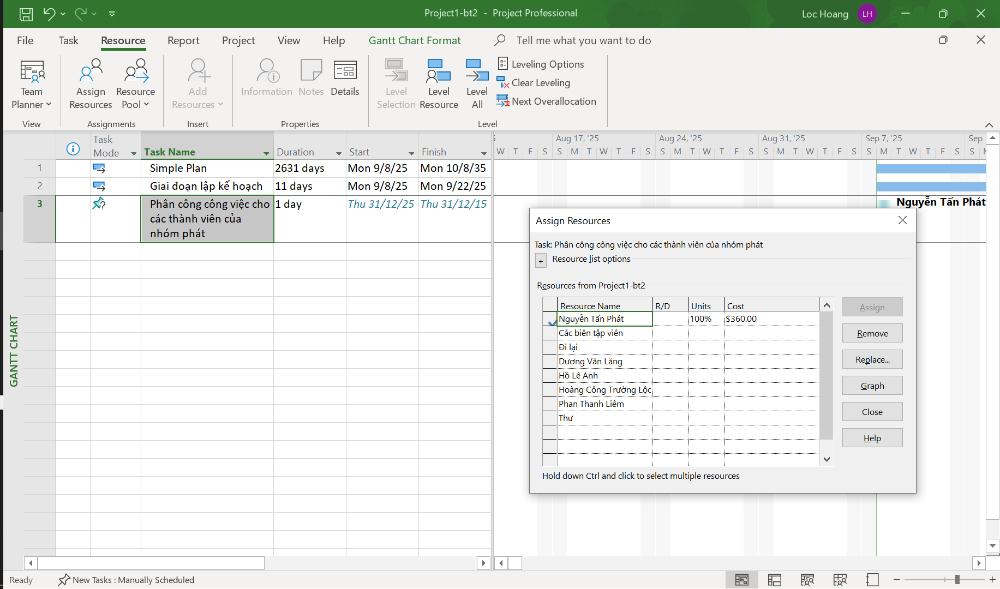 Project1-bt2 - Project Professional
Loc Hoang LH
File Task Resource Report Project View Help Gantt Chart Format Tell me what you want to do
Team Planner
View
Assign Resources
Resource Pool
Assignments
Add Resources
Insert
Information
Notes
Details
Properties
Level Selection
Level Resource
Level All
Leveling Options
Clear Leveling
Next Overallocation
Level
Task Mode Task Name Duration Start Finish
1 Simple Plan 2631 days Mon 9/8/25 Mon 10/8/35
2 Giai đoạn lập kế hoạch 11 days Mon 9/8/25 Mon 9/22/25
3 Phân công công việc cho 1 day Thu 31/12/25 Thu 31/12/15
các thành viên của
nhóm phát
GANTT CHART
5 Aug 17, '25 Aug 24, '25 Aug 31, '25 Sep 7, '25 Sep
W T F S S M T W T F S S M T W T F S S M T W T F S S M T W T F S S M
Nguyễn Tấn Phát
Assign Resources
Task: Phân công công việc cho các thành viên của nhóm phát
+ Resource list options
Resources from Project1-bt2
Resource Name R/D Units Cost
Nguyễn Tấn Phát 100% $360.00
Các biên tập viên
Đi lại
Dương Văn Lăng
Hồ Lê Anh
Hoàng Công Trường Lộc
Phan Thanh Liêm
Thư
Assign
Remove
Replace...
Graph
Close
Help
Hold down Ctrl and click to select multiple resources
Ready New Tasks : Manually Scheduled